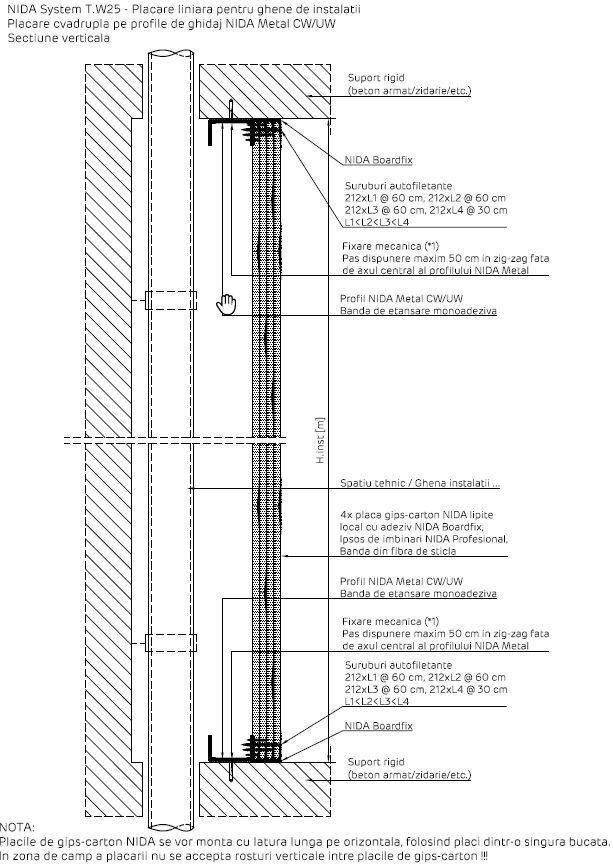 NIDA System T.W25 - Placare liniara pentru ghene de instalatii
Placare cvadrupla pe profile de ghidaj NIDA Metal CW/UW
Sectiune verticala
Suport rigid
(beton armat/zidarie/etc.)
NIDA Boardfix
Suruburi autofiletante
212xL1 @ 60 cm, 212xL2 @ 60 cm
212xL3 @ 60 cm, 212xL4 @ 30 cm
L1<L2<L3<L4
Fixare mecanica (*1)
Pas dispunere maxim 50 cm in zig-zag fata
de axul central al profilului NIDA Metal
Profil NIDA Metal CW/UW
Banda de etansare monoadeziva
H.inst [m]
Spatiu tehnic / Ghena instalatii ...
4x placa gips-carton NIDA lipite
local cu adeziv NIDA Boardfix,
Ipsos de imbinari NIDA Profesional,
Banda din fibra de sticla
Profil NIDA Metal CW/UW
Banda de etansare monoadeziva
Fixare mecanica (*1)
Pas dispunere maxim 50 cm in zig-zag fata
de axul central al profilului NIDA Metal
Suruburi autofiletante
212xL1 @ 60 cm, 212xL2 @ 60 cm
212xL3 @ 60 cm, 212xL4 @ 30 cm
L1<L2<L3<L4
NIDA Boardfix
Suport rigid
(beton armat/zidarie/etc.)
NOTA:
Placile de gips-carton NIDA se vor monta cu latura lunga pe orizontala, folosind placi dintr-o singura bucata.
In zona de camp a placarii nu se accepta rosturi verticale intre placile de gips-carton !!!